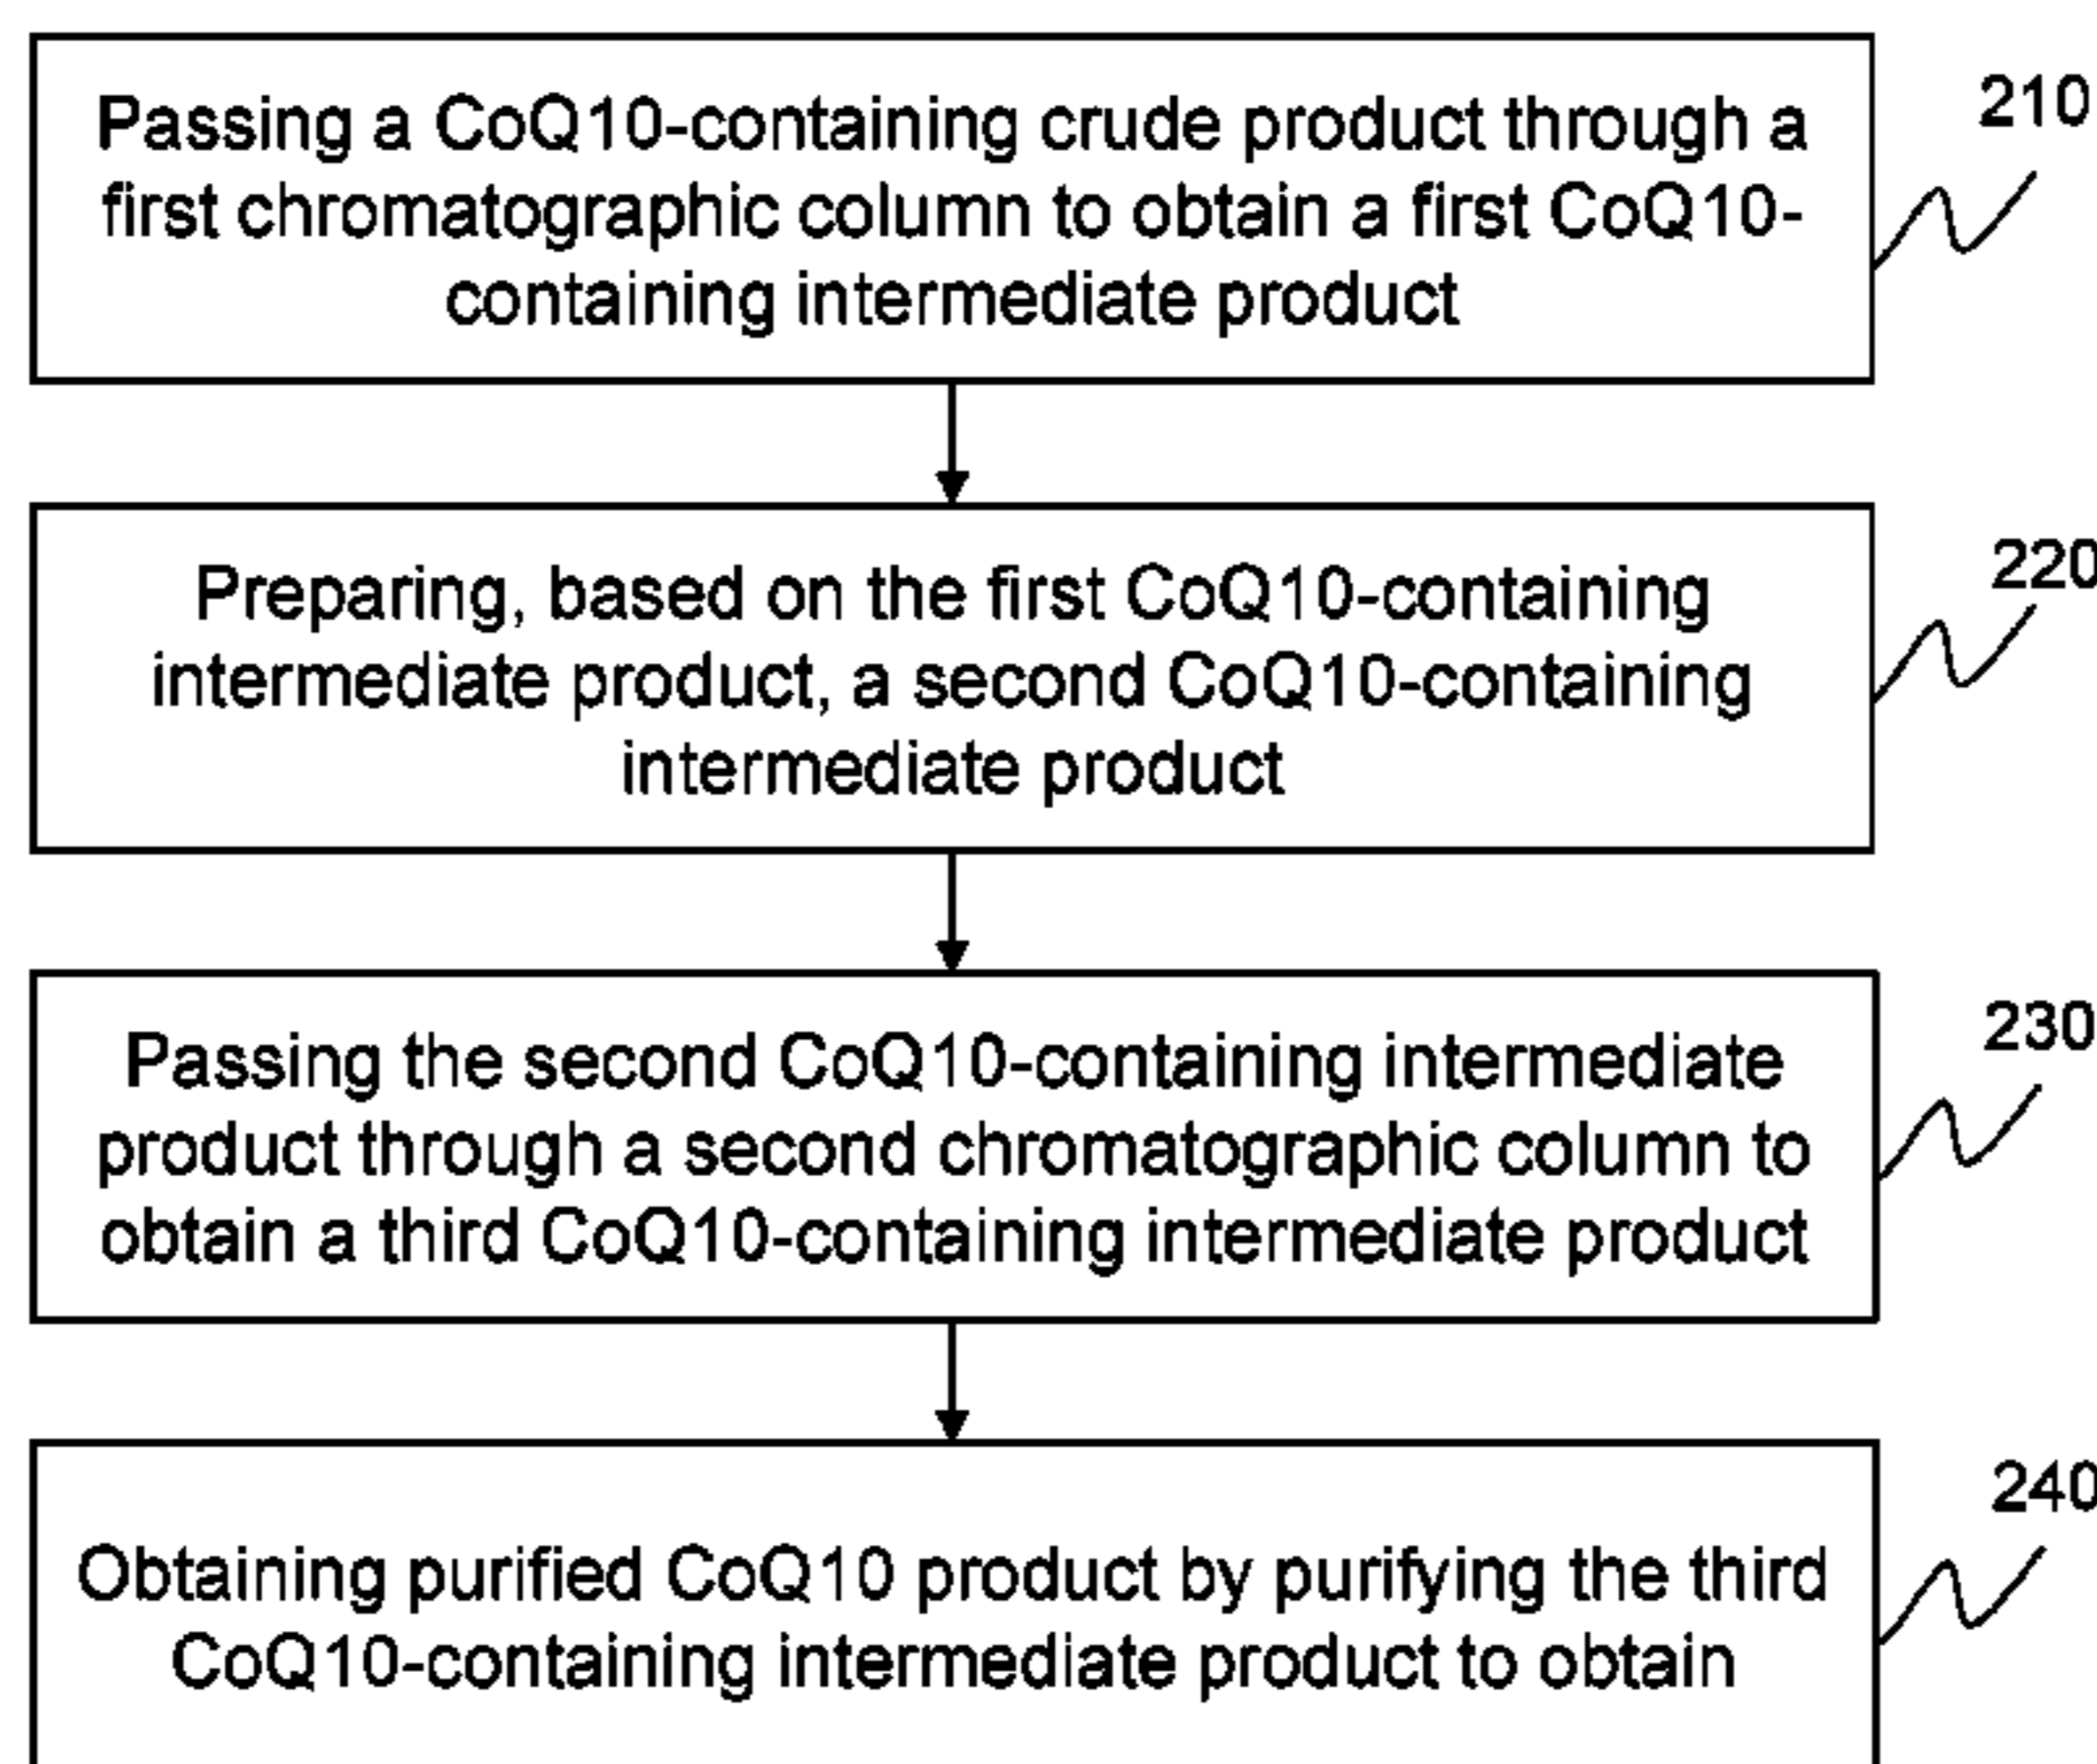 Passing a CoQ10-containing crude product through a
first chromatographic column to obtain a first CoQ10-
containing intermediate product
210
Preparing, based on the first CoQ10-containing
intermediate product, a second CoQ10-containing
intermediate product
220
Passing the second CoQ10-containing intermediate
product through a second chromatographic column to
obtain a third CoQ10-containing intermediate product
230
Obtaining purified CoQ10 product by purifying the third
CoQ10-containing intermediate product to obtain
240